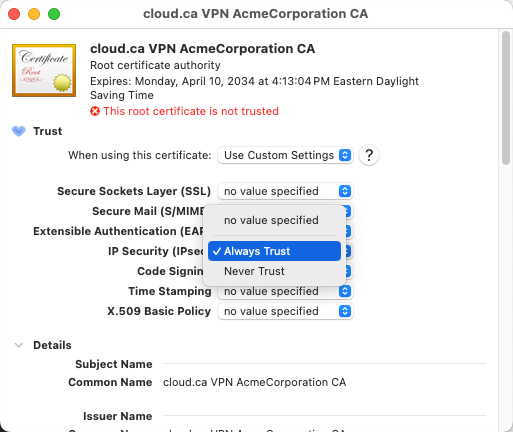 cloud.ca VPN AcmeCorporation CA
Certificate
Root
cloud.ca VPN AcmeCorporation CA
Root certificate authority
Expires: Monday, April 10, 2034 at 4:13:04 PM Eastern Daylight
Saving Time
This root certificate is not trusted
Trust
When using this certificate: Use Custom Settings ?
Secure Sockets Layer (SSL) no value specified
Secure Mail (S/MIME
no value specified
Extensible Authentication (EAP
IP Security (IPsec ✓ Always Trust
Code Signin Never Trust
Time Stamping no value specified
X.509 Basic Policy no value specified
Details
Subject Name
Common Name cloud.ca VPN AcmeCorporation CA
Issuer Name